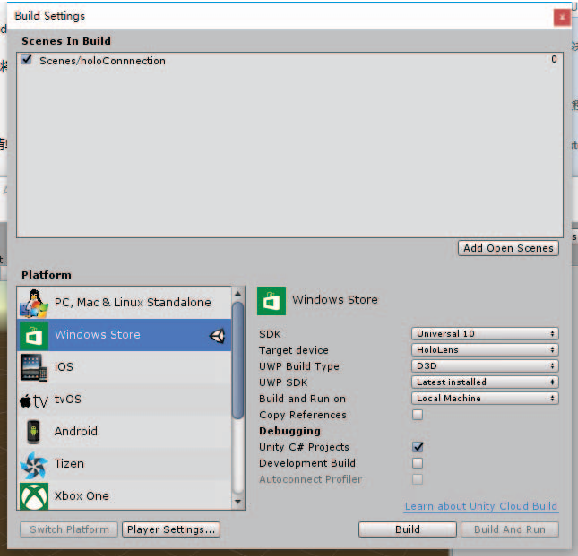 Build Settings
Scenes In Build
Scenes/holoConnnection 0
Add Open Scenes
Platform
PC, Mac & Linux Standalone
Windows Store
iOS
tv tvOS
Android
Tizen
Xbox One
Windows Store
SDK Universal 10
Target device HoloLens
UWP Build Type D3D
UWP SDK Latest installed
Build and Run on Local Machine
Copy References
Debugging
Unity C# Projects
Development Build
Autoconnect Profiler
Learn about Unity Cloud Build
Switch Platform Player Settings... Build Build And Run